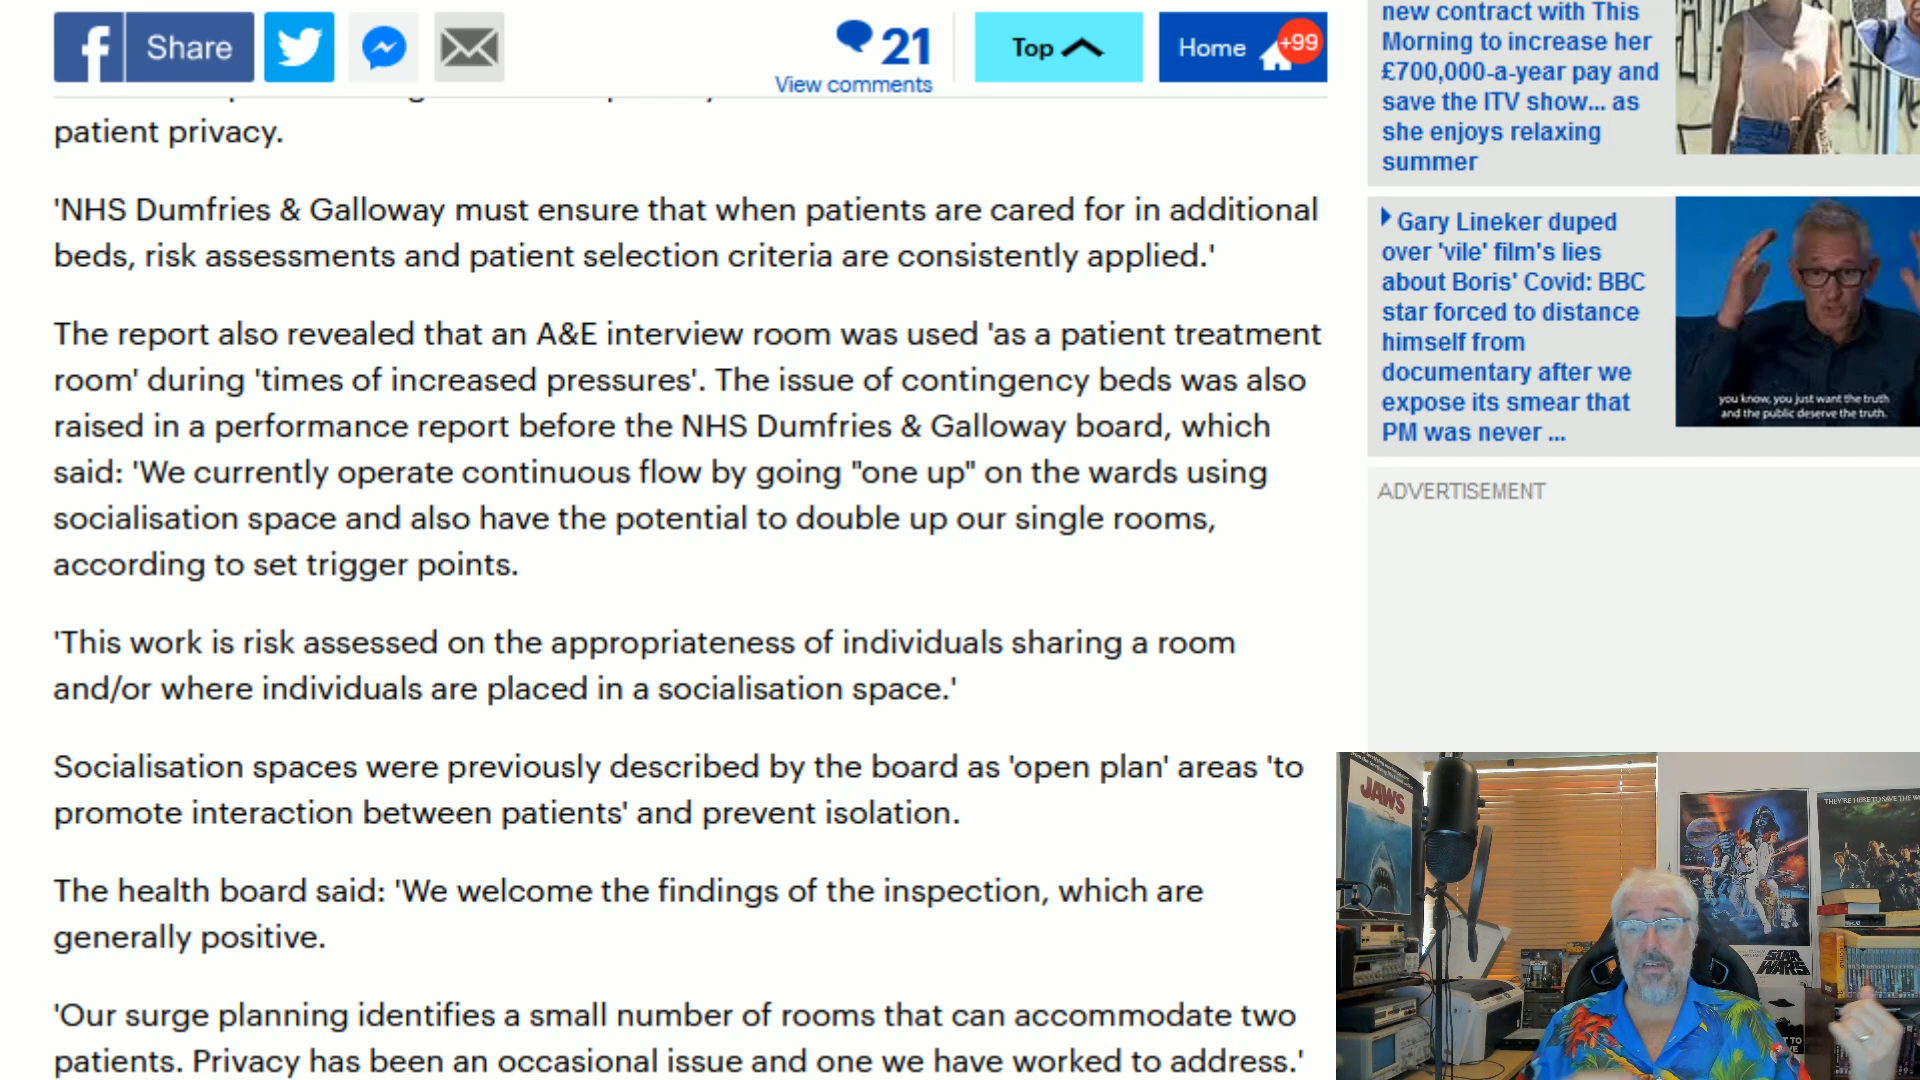 Share
21
View comments
Top
Home
+99
patient privacy.
'NHS Dumfries & Galloway must ensure that when patients are cared for in additional
beds, risk assessments and patient selection criteria are consistently applied.'
The report also revealed that an A&E interview room was used 'as a patient treatment
room' during 'times of increased pressures'. The issue of contingency beds was also
raised in a performance report before the NHS Dumfries & Galloway board, which
said: 'We currently operate continuous flow by going "one up" on the wards using
socialisation space and also have the potential to double up our single rooms,
according to set trigger points.
'This work is risk assessed on the appropriateness of individuals sharing a room
and/or where individuals are placed in a socialisation space.'
Socialisation spaces were previously described by the board as 'open plan' areas 'to
promote interaction between patients' and prevent isolation.
The health board said: 'We welcome the findings of the inspection, which are
generally positive.
'Our surge planning identifies a small number of rooms that can accommodate two
patients. Privacy has been an occasional issue and one we have worked to address.'
new contract with This
Morning to increase her
£700,000-a-year pay and
save the ITV show... as
she enjoys relaxing
summer
Gary Lineker duped
over 'vile' film's lies
about Boris' Covid: BBC
star forced to distance
himself from
documentary after we
expose its smear that
PM was never ...
you know, you just want the truth
and the public deserve the truth.
ADVERTISEMENT
JAWS
THEY'RE HERE TO SAVE THE
STAR
WARS